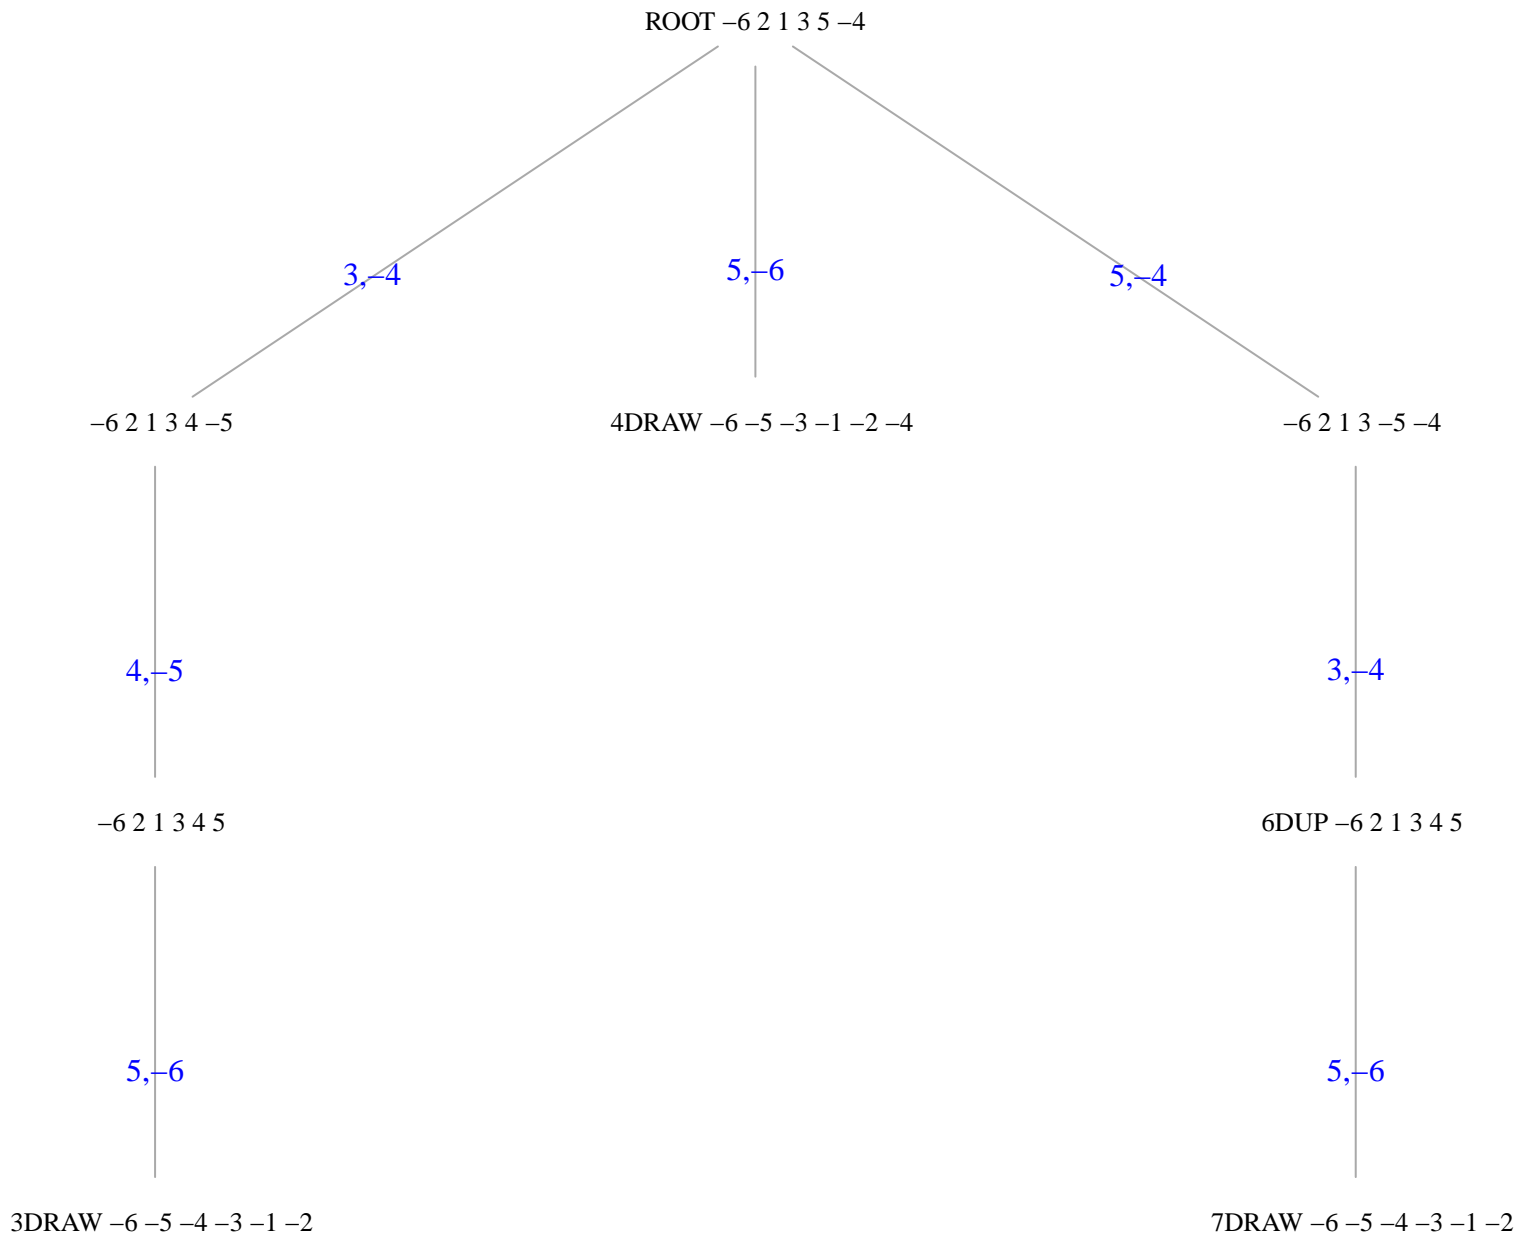 ROOT –6 2 1 3 5 –4
3,–4
5,–6
5,–4
–6 2 1 3 4 –5
4DRAW –6 –5 –3 –1 –2 –4
–6 2 1 3 –5 –4
4,–5
3,–4
–6 2 1 3 4 5
6DUP –6 2 1 3 4 5
5,–6
5,–6
3DRAW –6 –5 –4 –3 –1 –2
7DRAW –6 –5 –4 –3 –1 –2